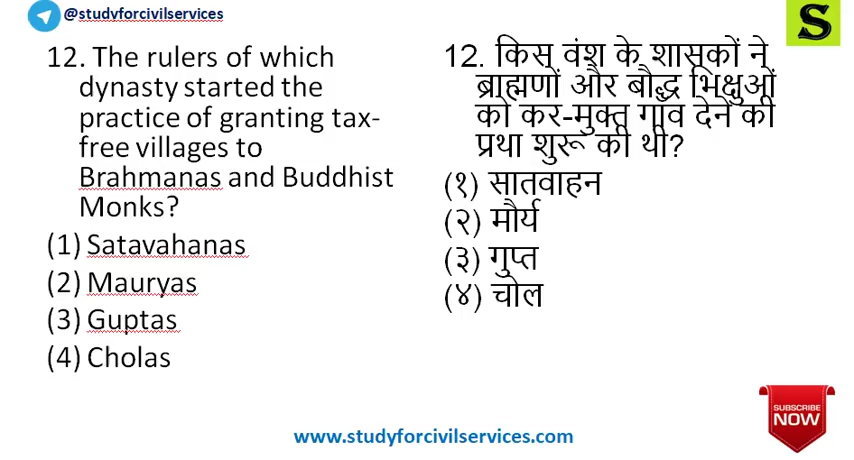 @studyforcivilservices
S
12. The rulers of which
dynasty started the
practice of granting tax-
free villages to
Brahmanas and Buddhist
Monks?
(1) Satavahanas
(2) Mauryas
(3) Guptas
(4) Cholas
12. किस वंश के शासकों ने
ब्राह्मणों और बौद्ध भिक्षुओं
को कर-मुक्त गाँव देने की
प्रथा शुरू की थी?
(१) सातवाहन
(२) मौर्य
(३) गुप्त
(४) चोल
SUBSCRIBE
NOW
www.studyforcivilservices.com